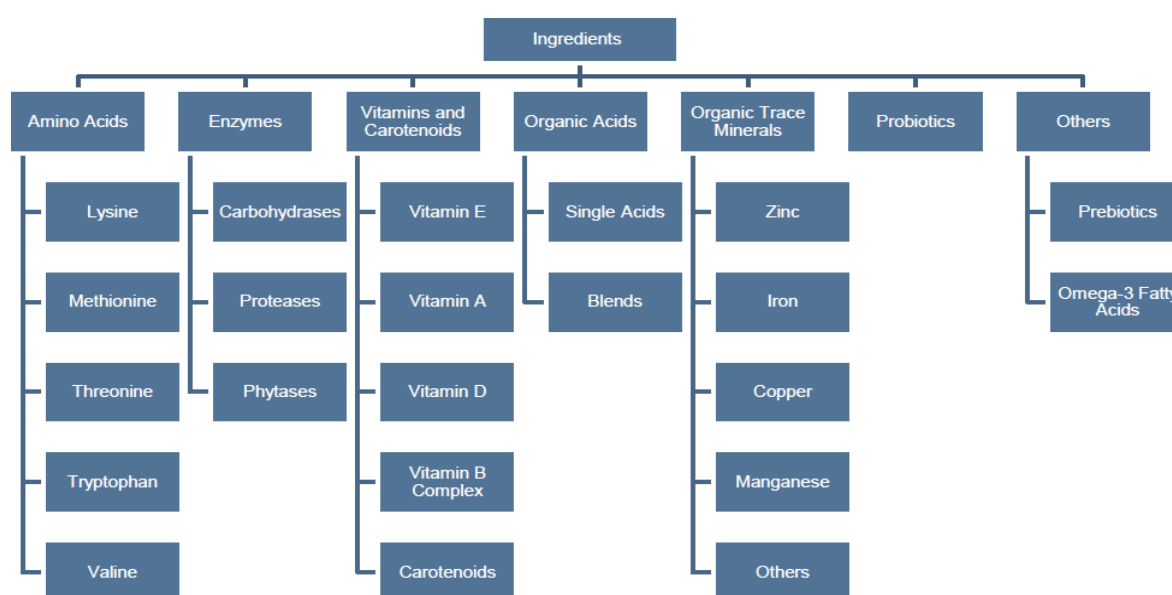 Ingredients
Amino Acids
Enzymes
Vitamins and
Carotenoids
Organic Acids
Organic Trace
Minerals
Probiotics
Others
Lysine
Carbohydrases
Vitamin E
Single Acids
Zinc
Prebiotics
Methionine
Proteases
Vitamin A
Blends
Iron
Omega-3 Fatty
Acids
Threonine
Phytases
Vitamin D
Copper
Tryptophan
Vitamin B
Complex
Manganese
Valine
Carotenoids
Others